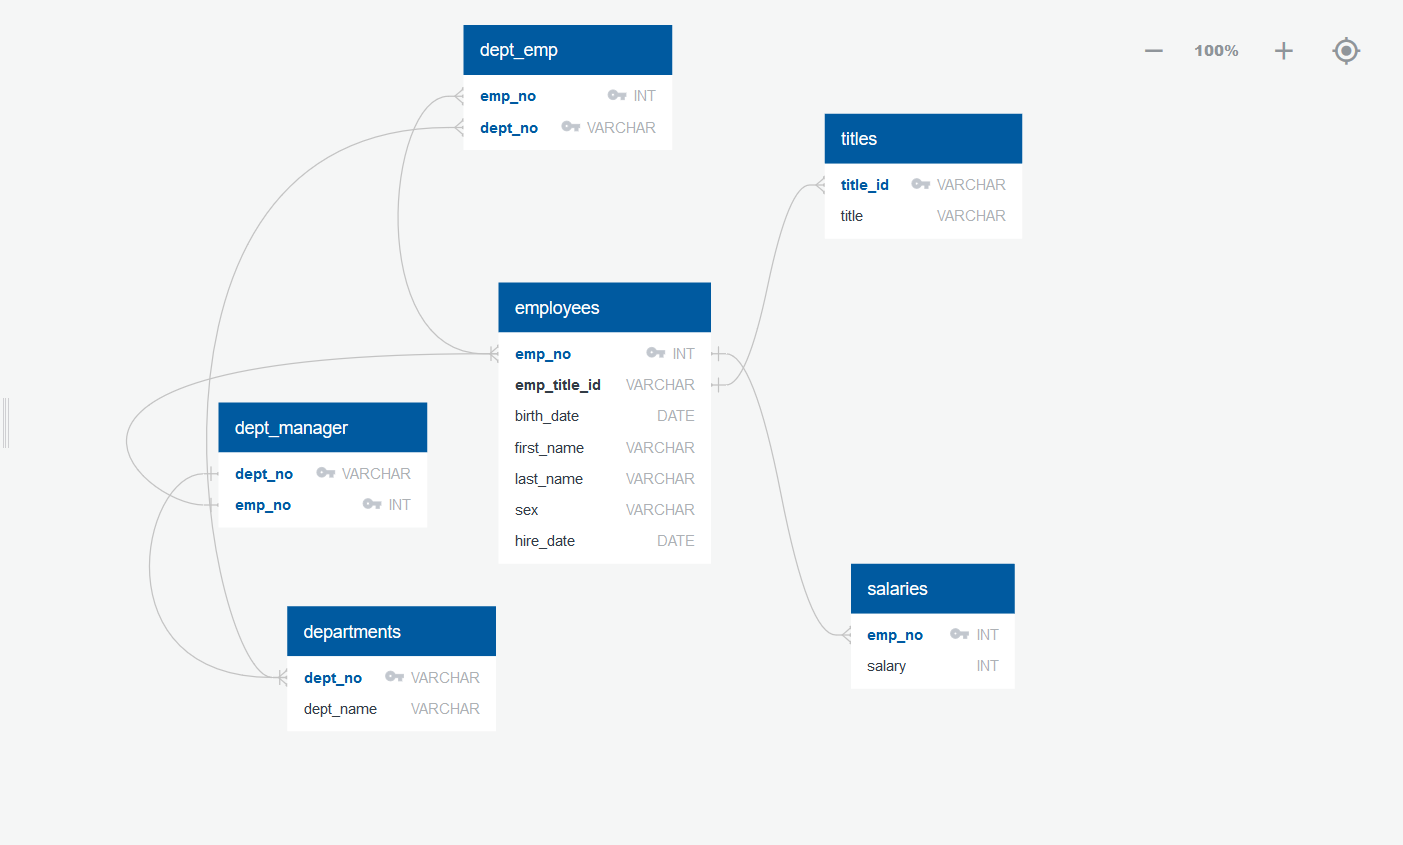 dept_emp
emp_no INT
dept_no VARCHAR
100%
titles
title_id VARCHAR
title VARCHAR
employees
emp_no INT
emp_title_id VARCHAR
birth_date DATE
first_name VARCHAR
last_name VARCHAR
sex VARCHAR
hire_date DATE
dept_manager
dept_no VARCHAR
emp_no INT
departments
dept_no VARCHAR
dept_name VARCHAR
salaries
emp_no INT
salary INT